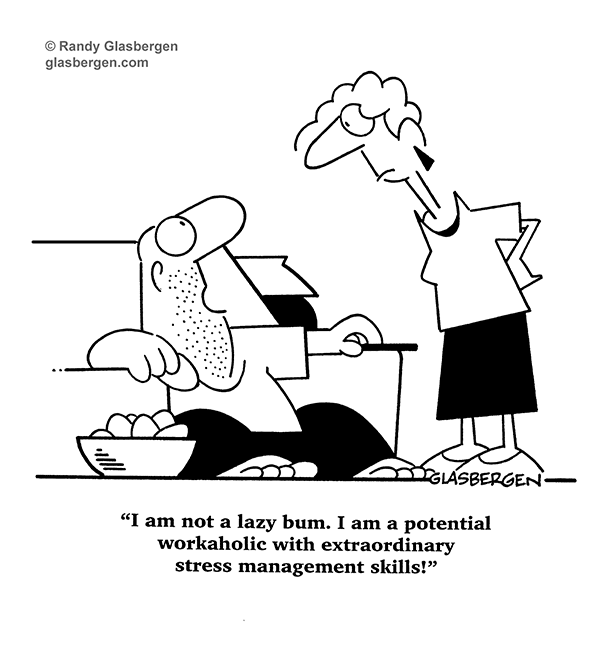 © Randy Glasbergen
glasbergen.com
GLASBERGEN
“I am not a lazy bum. I am a potential
workaholic with extraordinary
stress management skills!”